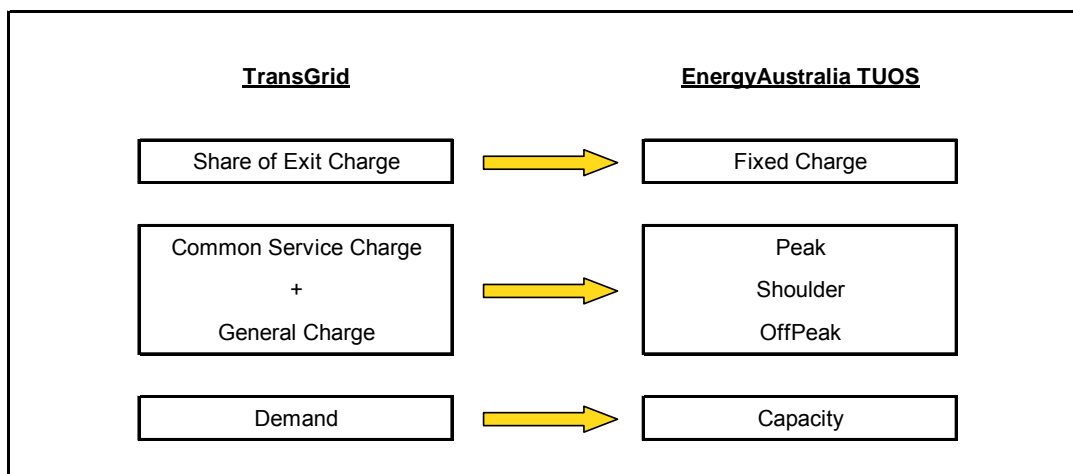 TransGrid
EnergyAustralia TUOS
Share of Exit Charge
Fixed Charge
Common Service Charge
+
General Charge
Peak
Shoulder
OffPeak
Demand
Capacity